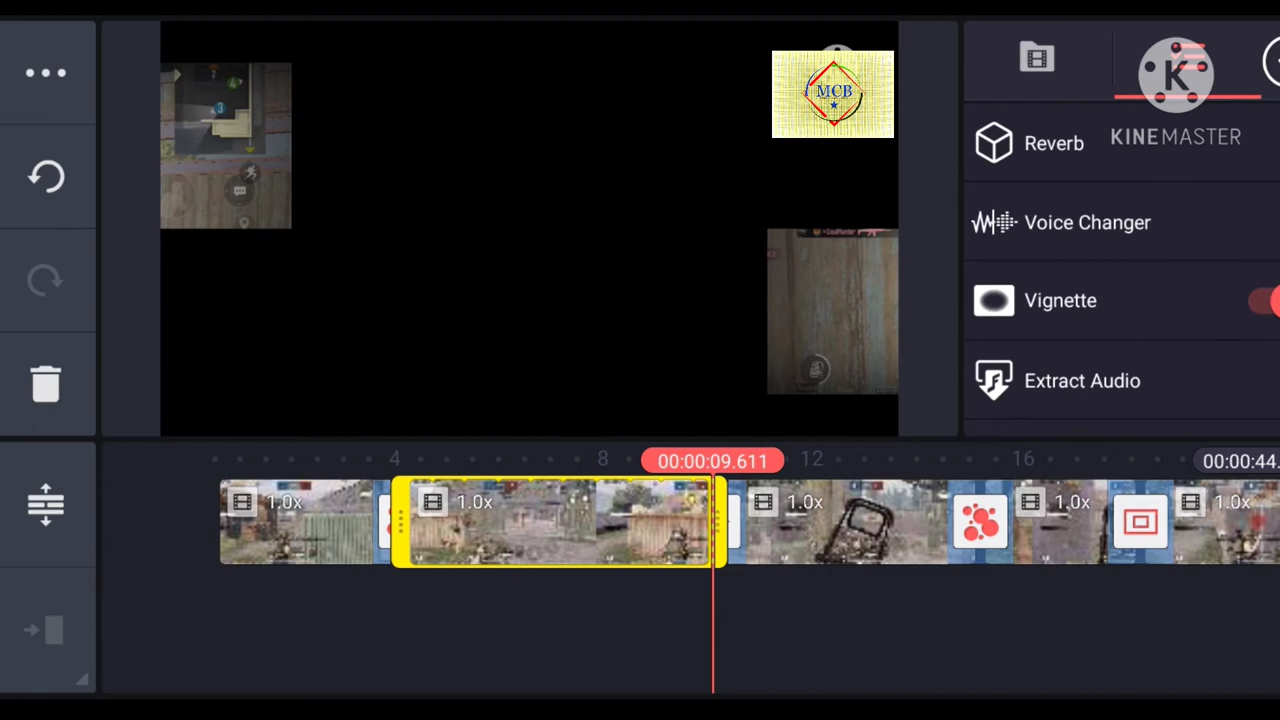 MCB
KINEMASTER
Reverb
Voice Changer
Vignette
Extract Audio
4
8
00:00:09.611
12
16
00:00:44.
1.0x
1.0x
1.0x
1.0x
1.0x